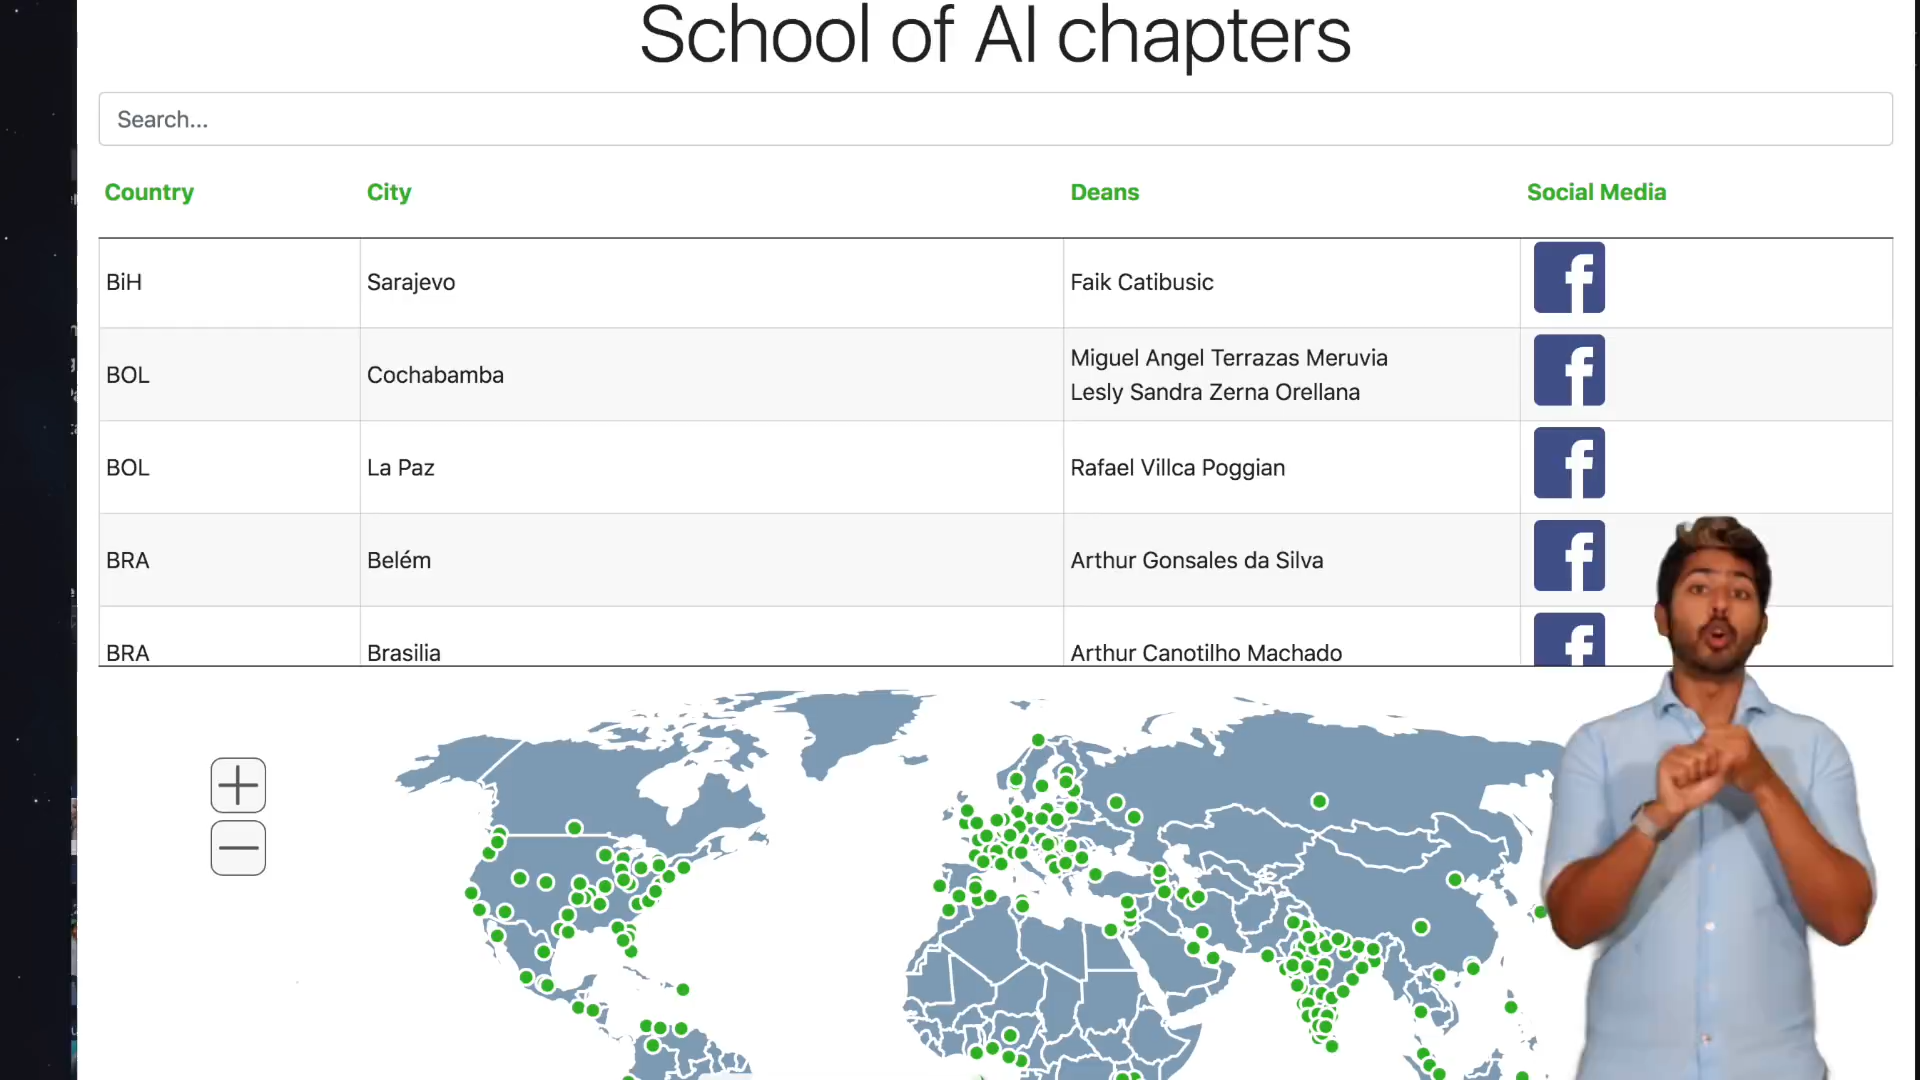 School of AI chapters
Search...
Country City Deans Social Media
BiH Sarajevo Faik Catibusic
BOL Cochabamba Miguel Angel Terrazas Meruvia
Lesly Sandra Zerna Orellana
BOL La Paz Rafael Villca Poggian
BRA Belém Arthur Gonsales da Silva
BRA Brasilia Arthur Canotilho Machado